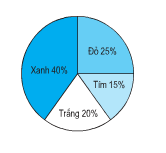 Đỏ 25%
Xanh 40%
Tím 15%
Trắng 20%